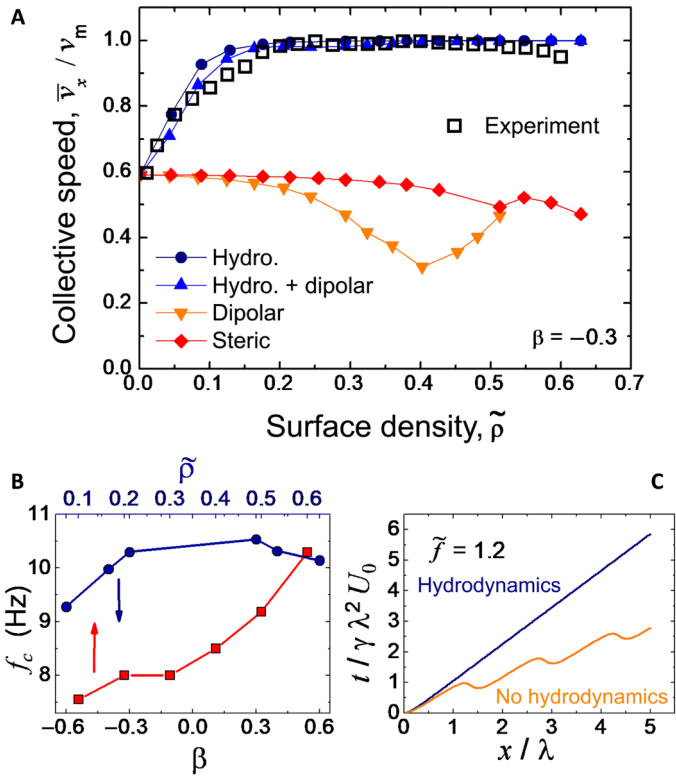 A
Collective speed, v̅ₓ / vₘ
1.0
0.8
0.6
0.4
0.2
0.0
Experiment
Hydro.
Hydro. + dipolar
Dipolar
Steric
β = −0.3
0.0 0.1 0.2 0.3 0.4 0.5 0.6 0.7
Surface density, ρ̃
B
ρ̃
0.1 0.2 0.3 0.4 0.5 0.6
f_c (Hz)
11
10
9
8
−0.6 −0.3 0.0 0.3 0.6
β
C
t / γ λ² U₀
6
5
4
3
2
1
0
f̃ = 1.2
Hydrodynamics
No hydrodynamics
0 1 2 3 4 5
x / λ